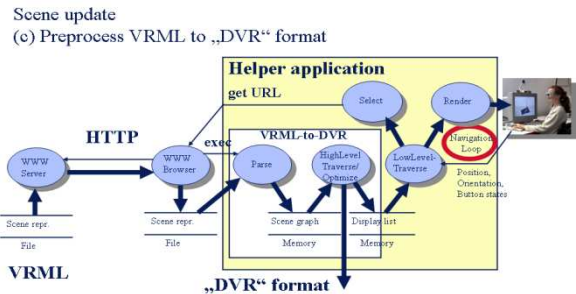 Scene update
(c) Preprocess VRML to „DVR“ format
Helper application
get URL
Select
Render
HTTP
exec
VRML-to-DVR
Navigation
Loop
WWW
Server
WWW
Browser
Parse
HighLevel
Traverse/
Optimize
LowLevel-
Traverse
Position,
Orientation,
Button states
Scene repr.
File
Scene repr.
File
Scene graph
Memory
Display list
Memory
VRML
„DVR“ format